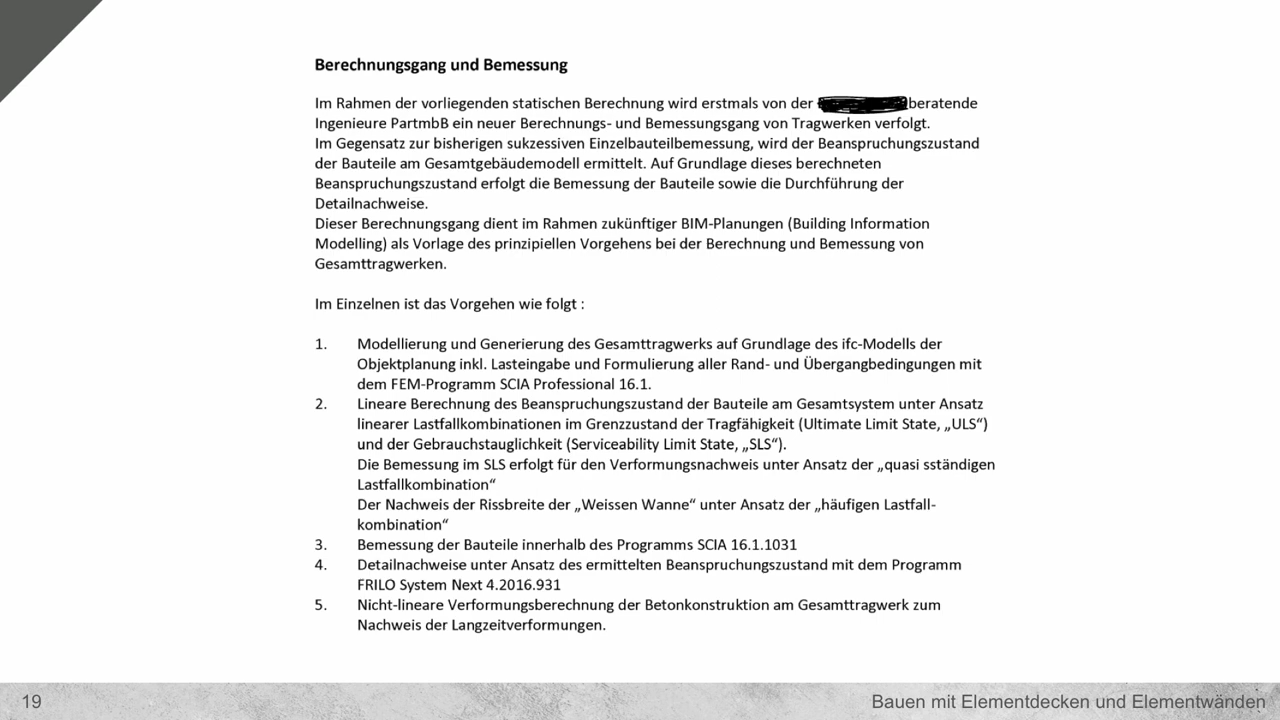 Berechnungsgang und Bemessung
Im Rahmen der vorliegenden statischen Berechnung wird erstmals von der beratende
Ingenieure PartmbB ein neuer Berechnungs- und Bemessungsgang von Tragwerken verfolgt.
Im Gegensatz zur bisherigen sukzessiven Einzelbauteilbemessung, wird der Beanspruchungszustand
der Bauteile am Gesamtgebäudemodell ermittelt. Auf Grundlage dieses berechneten
Beanspruchungszustand erfolgt die Bemessung der Bauteile sowie die Durchführung der
Detailnachweise.
Dieser Berechnungsgang dient im Rahmen zukünftiger BIM-Planungen (Building Information
Modelling) als Vorlage des prinzipiellen Vorgehens bei der Berechnung und Bemessung von
Gesamttragwerken.
Im Einzelnen ist das Vorgehen wie folgt :
1. Modellierung und Generierung des Gesamttragwerks auf Grundlage des ifc-Modells der
Objektplanung inkl. Lasteingabe und Formulierung aller Rand- und Übergangbedingungen mit
dem FEM-Programm SCIA Professional 16.1.
2. Lineare Berechnung des Beanspruchungszustand der Bauteile am Gesamtsystem unter Ansatz
linearer Lastfallkombinationen im Grenzzustand der Tragfähigkeit (Ultimate Limit State, „ULS“)
und der Gebrauchstauglichkeit (Serviceability Limit State, „SLS“).
Die Bemessung im SLS erfolgt für den Verformungsnachweis unter Ansatz der „quasi sständigen
Lastfallkombination“
Der Nachweis der Rissbreite der „Weissen Wanne“ unter Ansatz der „häufigen Lastfall-
kombination“
3. Bemessung der Bauteile innerhalb des Programms SCIA 16.1.1031
4. Detailnachweise unter Ansatz des ermittelten Beanspruchungszustand mit dem Programm
FRILO System Next 4.2016.931
5. Nicht-lineare Verformungsberechnung der Betonkonstruktion am Gesamttragwerk zum
Nachweis der Langzeitverformungen.
19
Bauen mit Elementdecken und Elementwänden